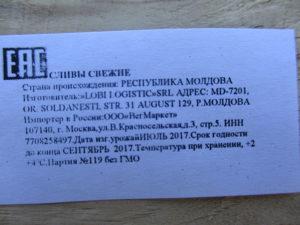 EAC
СЛИВЫ СВЕЖИЕ
Страна происхождения: РЕСПУБЛИКА МОЛДОВА
Изготовитель:»LOBI LOGISTIC»SRL АДРЕС: MD-7201,
OR. SOLDANESTI, STR. 31 AUGUST 129, Р.МОЛДОВА
Импортер в России:ООО»ВегМаркет»
107140, г. Москва,ул.В.Красносельская,д.3, стр.5. ИНН
7708258497.Дата изг.урожайИЮЛЬ 2017.Срок годности
до конца СЕНТЯБРЬ 2017.Температура при хранении, +2
+4°С.Партия №119 без ГМО